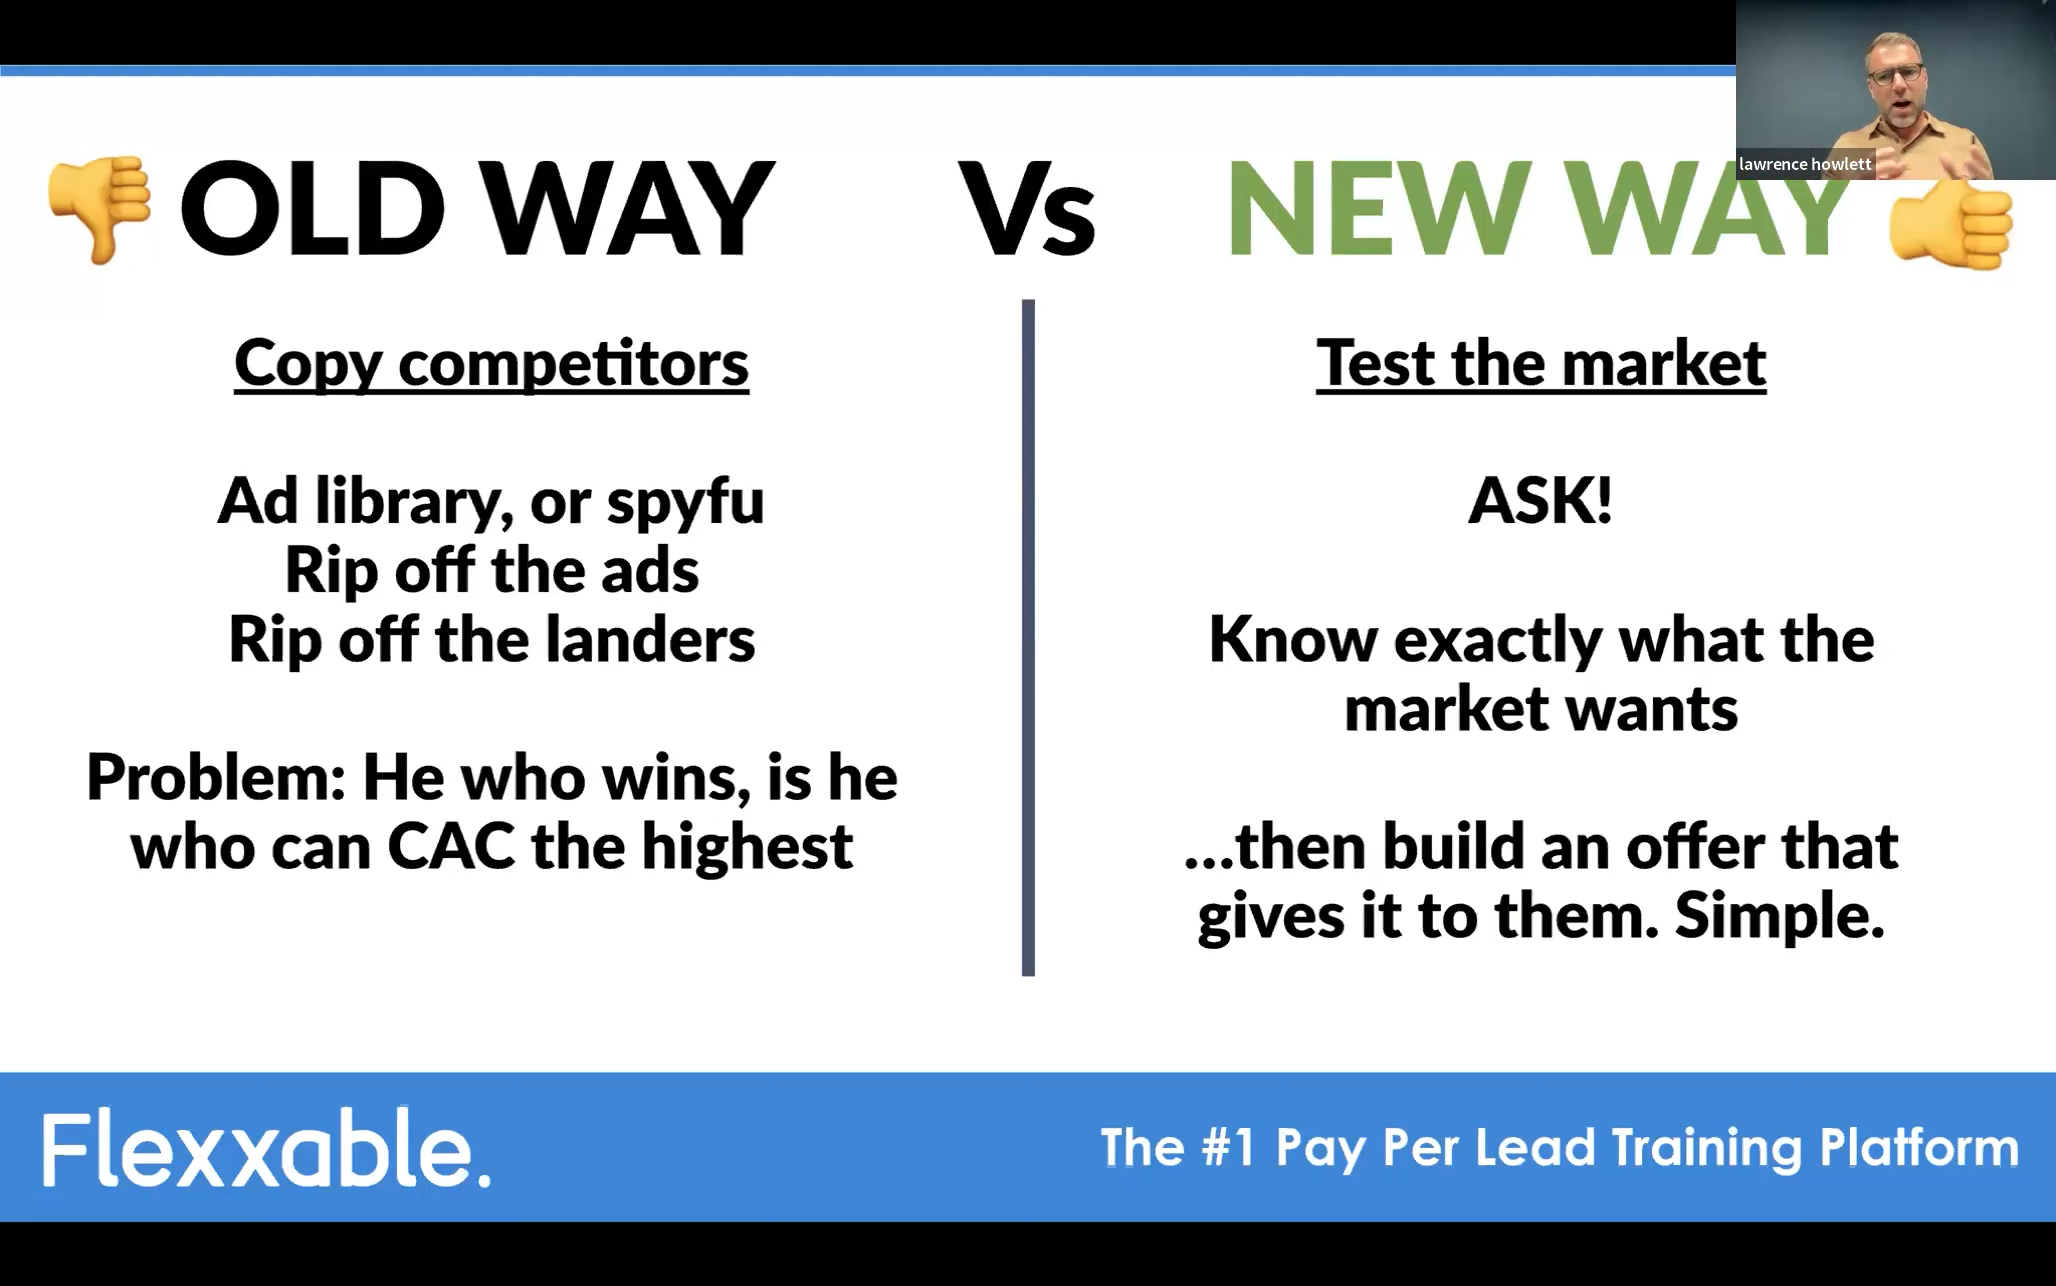 lawrence howlett
OLD WAY Vs NEW WAY
Copy competitors
Ad library, or spyfu
Rip off the ads
Rip off the landers
Problem: He who wins, is he
who can CAC the highest
Test the market
ASK!
Know exactly what the
market wants
...then build an offer that
gives it to them. Simple.
Flexxable.
The #1 Pay Per Lead Training Platform